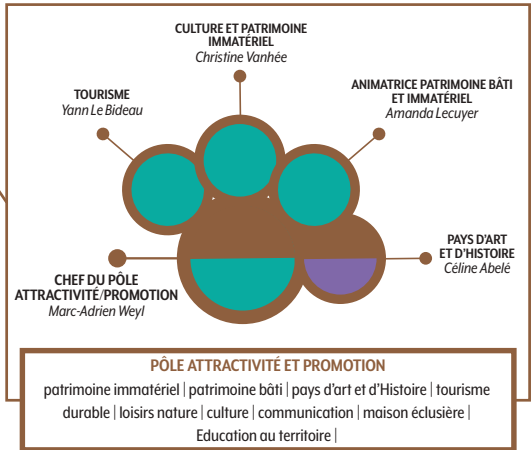 CULTURE ET PATRIMOINE
IMMATÉRIEL
Christine Vanhée
TOURISME
Yann Le Bideau
ANIMATRICE PATRIMOINE BÂTI
ET IMMATÉRIEL
Amanda Lecuyer
PAYS D'ART
ET D'HISTOIRE
Céline Abelé
CHEF DU PÔLE
ATTRACTIVITÉ/PROMOTION
Marc-Adrien Weyl
PÔLE ATTRACTIVITÉ ET PROMOTION
patrimoine immatériel | patrimoine bâti | pays d'art et d'Histoire | tourisme
durable | loisirs nature | culture | communication | maison éclusière |
Education au territoire |